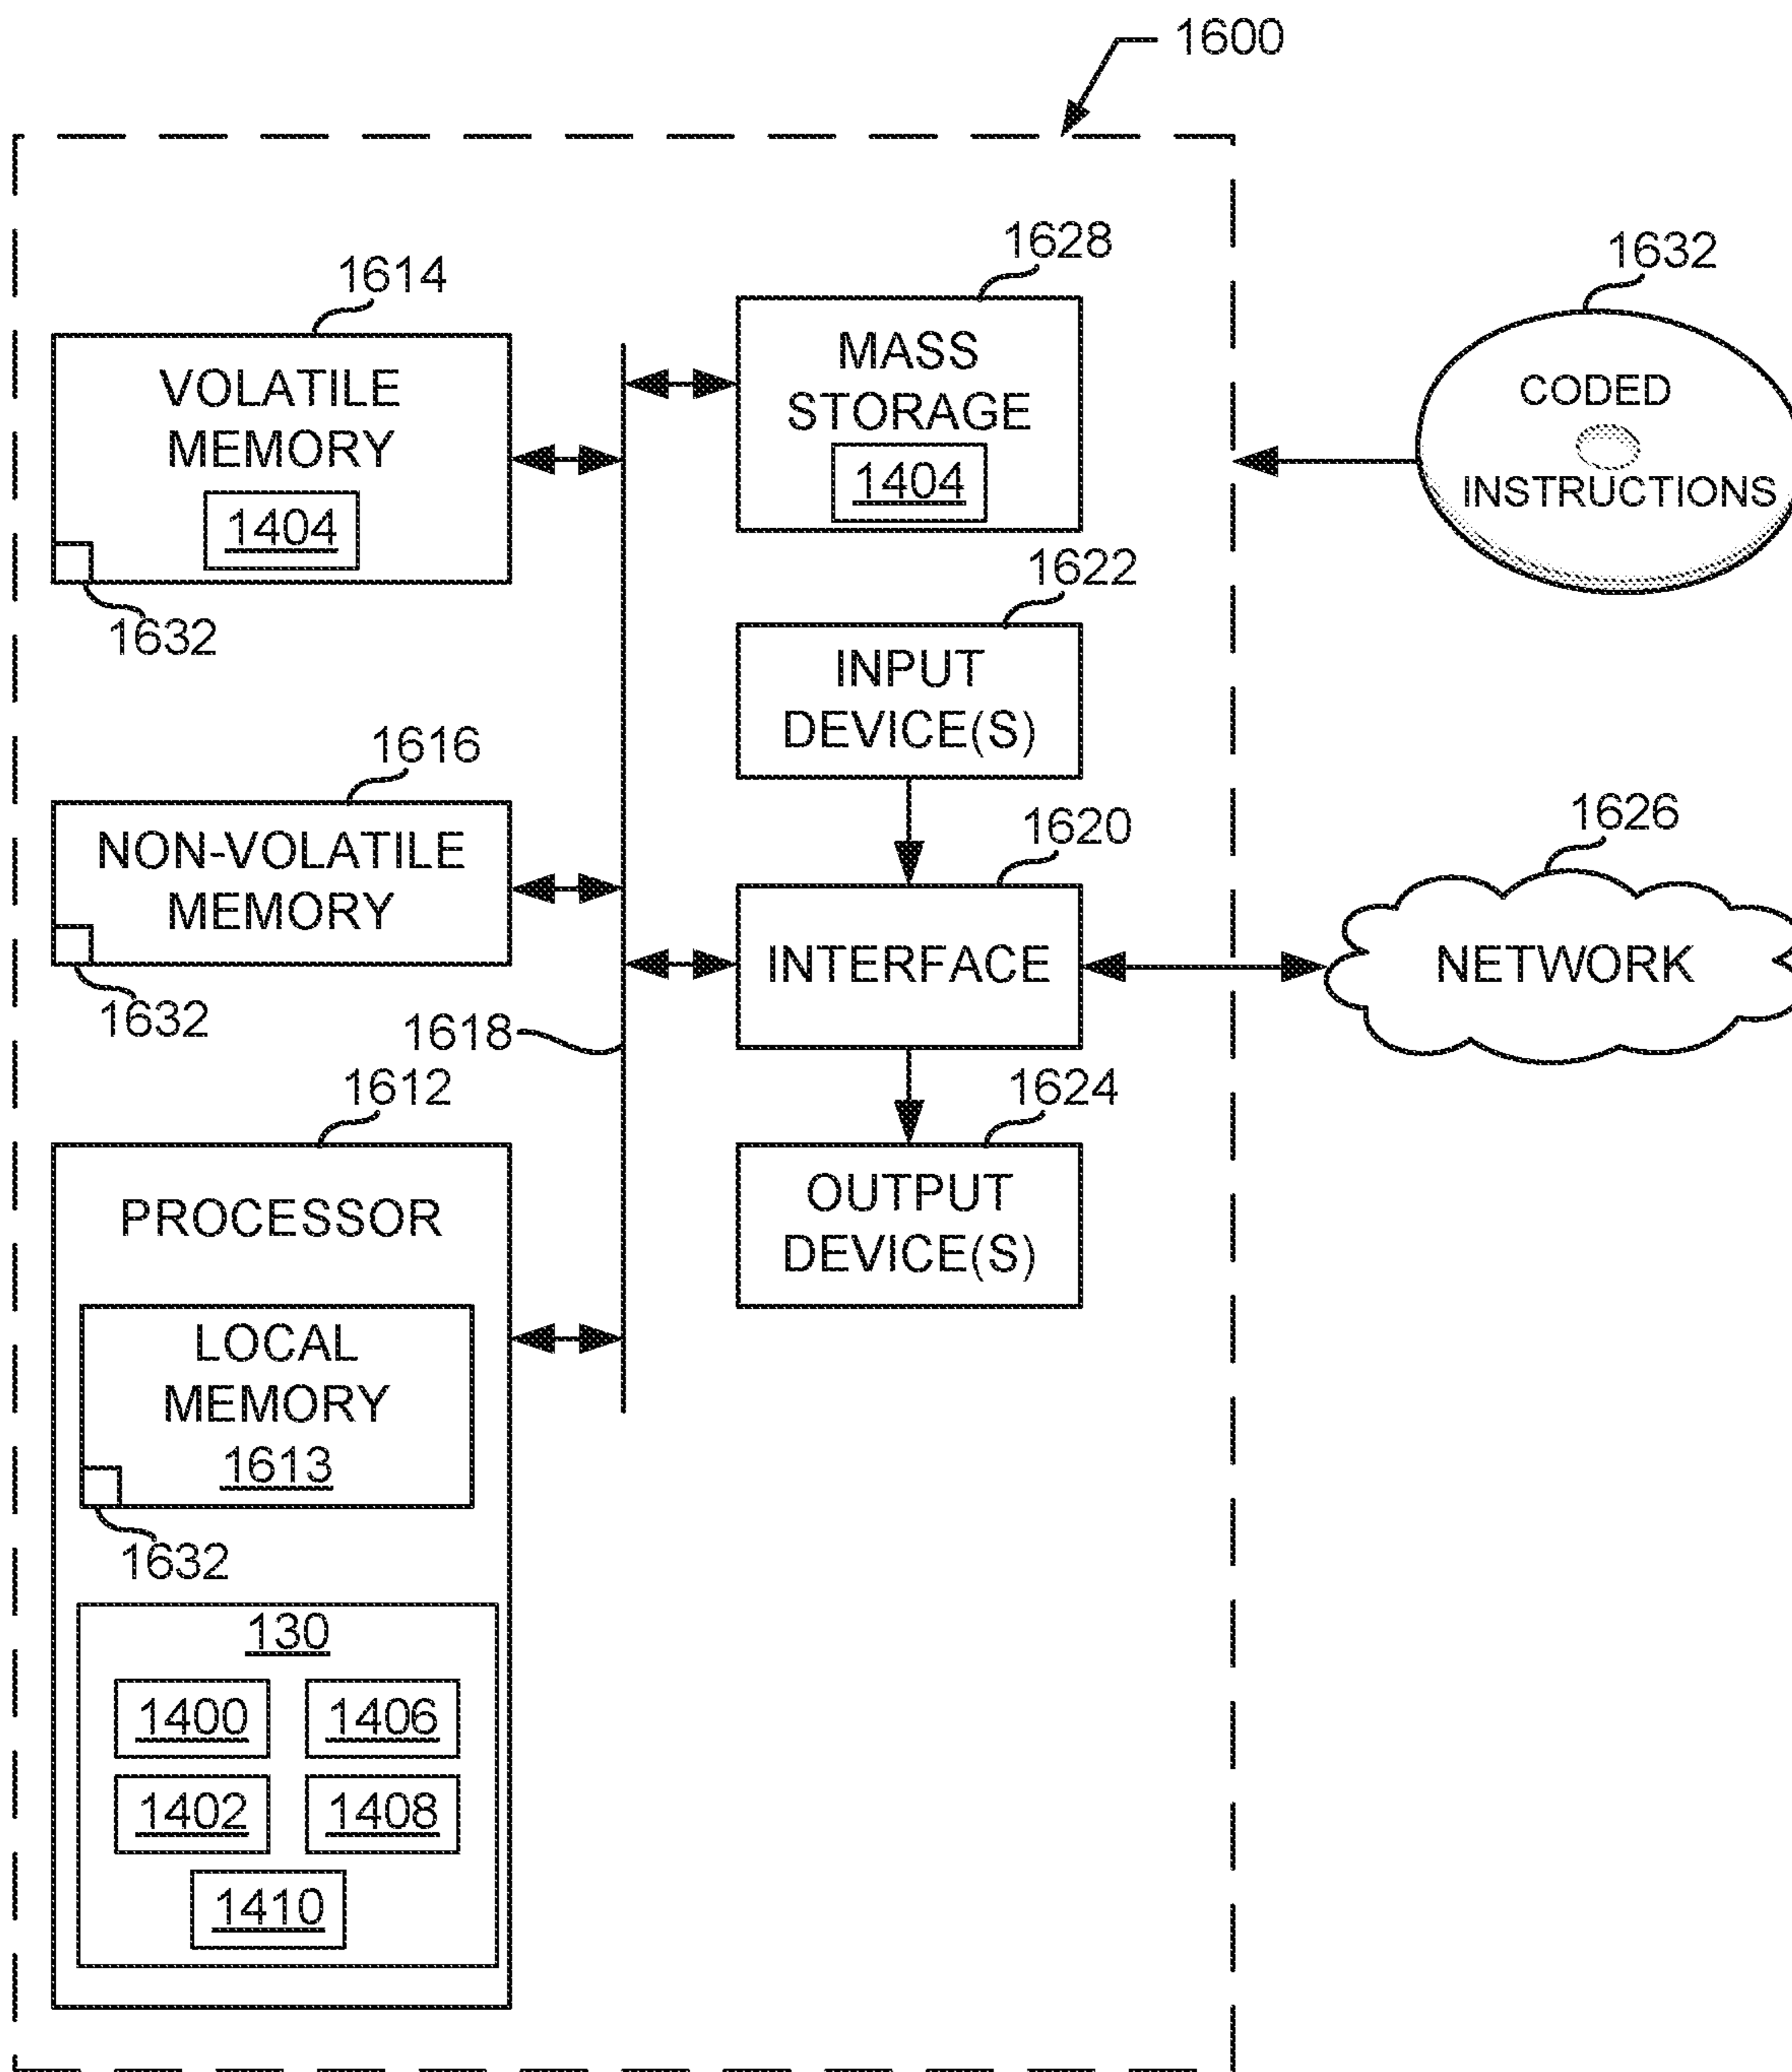 1600
1614
VOLATILE
MEMORY
1404
1632
1628
MASS
STORAGE
1404
1632
CODED
INSTRUCTIONS
1622
INPUT
DEVICE(S)
1616
NON-VOLATILE
MEMORY
1632
1618
1620
INTERFACE
1626
NETWORK
1624
OUTPUT
DEVICE(S)
1612
PROCESSOR
LOCAL
MEMORY
1613
1632
130
1400
1406
1402
1408
1410